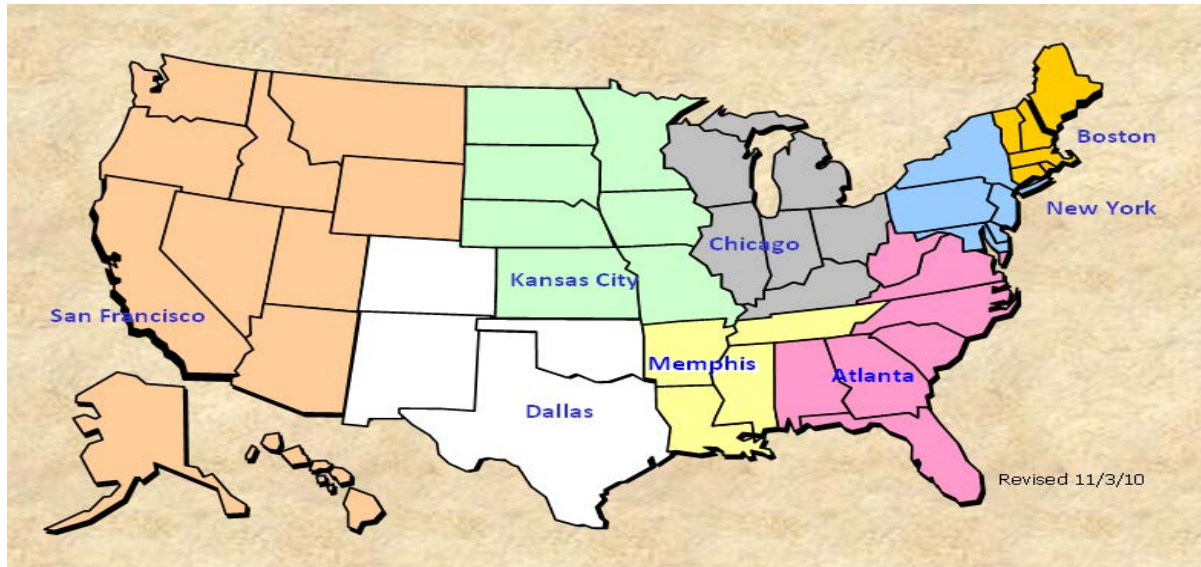 Boston
New York
Chicago
Kansas City
San Francisco
Memphis
Atlanta
Dallas
Revised 11/3/10